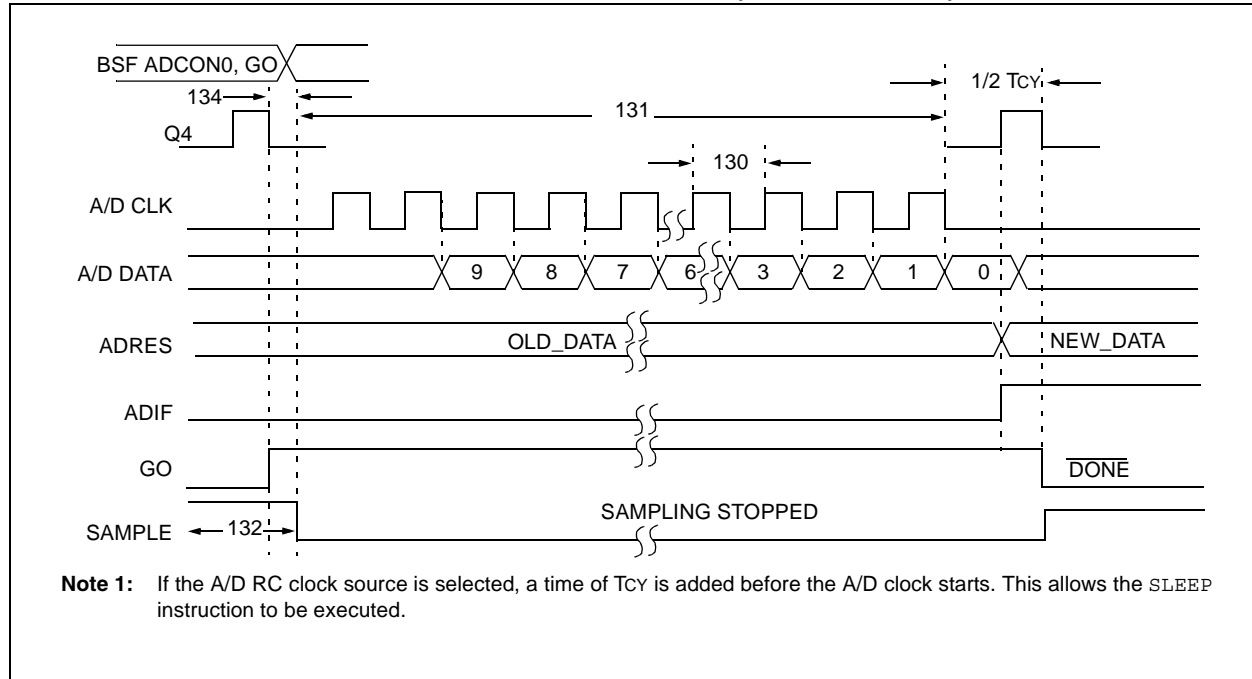 BSF ADCON0, GO
1/2 TCY
134
131
Q4
130
A/D CLK
A/D DATA
9 8 7 6 3 2 1 0
ADRES
OLD_DATA
NEW_DATA
ADIF
GO
DONE
SAMPLING STOPPED
SAMPLE
132
Note 1: If the A/D RC clock source is selected, a time of TCY is added before the A/D clock starts. This allows the SLEEP
instruction to be executed.